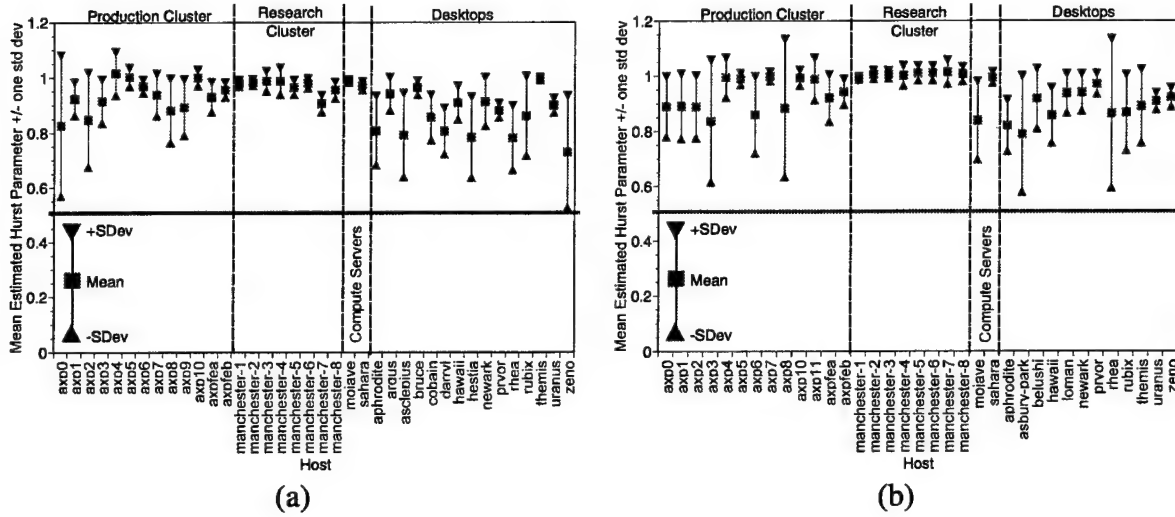 Mean Estimated Hurst Parameter +/- one std dev
1.2
1
0.8
0.6
0.4
0.2
0
Production Cluster
Research
Cluster
Desktops
Compute Servers
+SDev
Mean
-SDev
axp0
axp1
axp2
axp3
axp4
axp5
axp6
axp7
axp8
axp9
axp10
axpfea
axpfeb
manchester-1
manchester-2
manchester-3
manchester-4
manchester-5
manchester-6
manchester-7
manchester-8
mojave
sahara
aphrodite
argus
asclepius
bruce
cobain
darryl
hawaii
hestia
newark
pryor
rhea
rubix
themis
uranus
zeno
Host
(a)
Mean Estimated Hurst Parameter +/- one std dev
1.2
1
0.8
0.6
0.4
0.2
0
Production Cluster
Research
Cluster
Desktops
Compute Servers
+SDev
Mean
-SDev
axp0
axp1
axp2
axp3
axp4
axp5
axp6
axp7
axp8
axp10
axp11
axpfea
axpfeb
manchester-1
manchester-2
manchester-3
manchester-4
manchester-5
manchester-6
manchester-7
manchester-8
mojave
sahara
aphrodite
asbury-park
belushi
hawaii
loman
newark
pryor
rhea
rubix
themis
uranus
zeno
Host
(b)